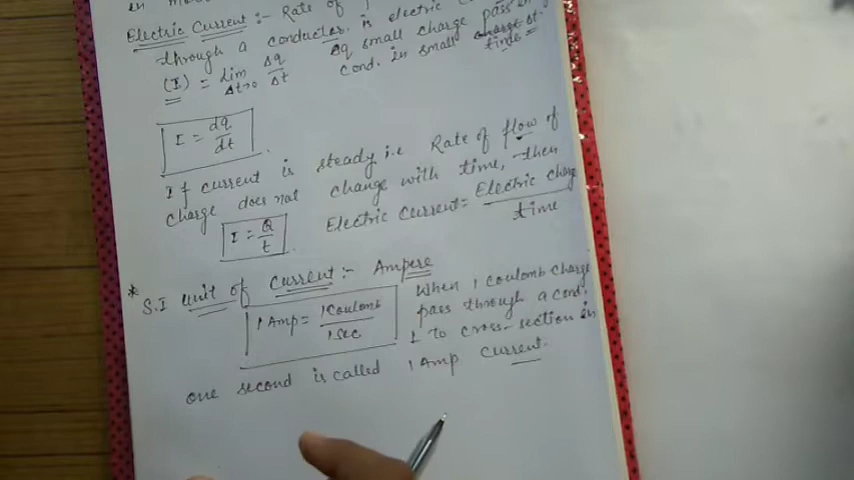 in
Electric Current :- Rate of
through a conductor is electric
(I) = lim Δq/Δt Δq small charge pass in
Δt→0 cond. in small time
I = dq/dt
If current is steady i.e Rate of flow of
charge does not change with time, then
I = Q/t Electric Current = Electric charge/time
* S.I unit of Current :- Ampere
1 Amp = 1 Coulomb/1 sec When 1 coulomb charge
pass through a cond.
⊥ to cross-section in
one second is called 1 Amp current.